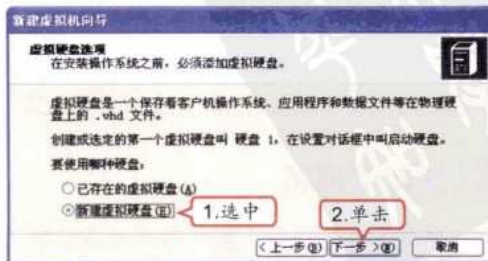 新建虚拟机向导
虚拟硬盘选项
在安装操作系统之前，必须添加虚拟硬盘。
虚拟硬盘是一个保存着客户机操作系统、应用程序和数据文件等在物理硬
盘上的 .vhd 文件。
创建或选定的第一个虚拟硬盘叫 硬盘 1，在设置对话框中叫启动硬盘。
要使用哪种硬盘：
已存在的虚拟硬盘(A)
新建虚拟硬盘(E) 1.选中
2.单击
<上一步(B) 下一步 >(N) 取消